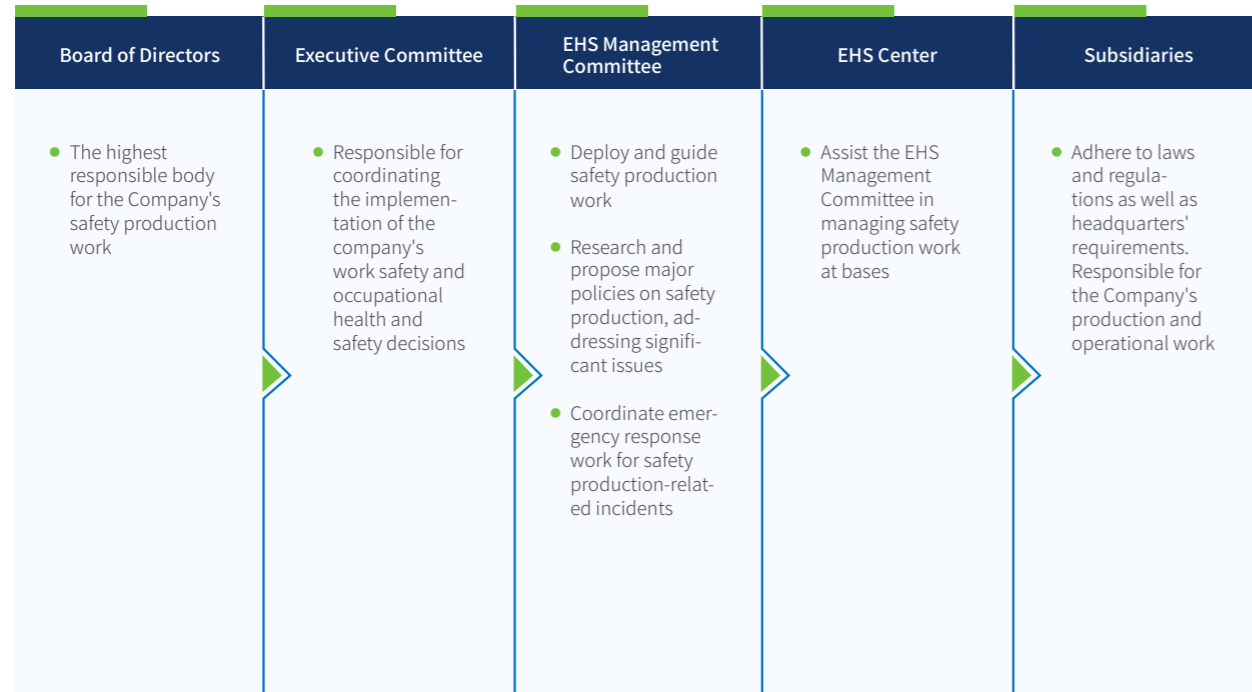 Board of Directors
Executive Committee
EHS Management
Committee
EHS Center
Subsidiaries
The highest
responsible body
for the Company's
safety production
work
Responsible for
coordinating
the implemen-
tation of the
company's
work safety and
occupational
health and
safety decisions
Deploy and guide
safety production
work
Research and
propose major
policies on safety
production, ad-
dressing signifi-
cant issues
Coordinate emer-
gency response
work for safety
production-relat-
ed incidents
Assist the EHS
Management
Committee in
managing safety
production work
at bases
Adhere to laws
and regula-
tions as well as
headquarters'
requirements.
Responsible for
the Company's
production and
operational work